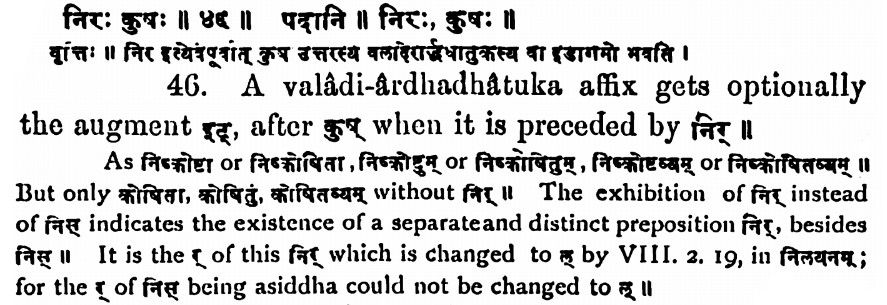 निरः कुषः ॥ ४६ ॥ पदानि ॥ निरः, कुषः ॥
वृत्तिः ॥ निर इत्येवंपूर्वात् कुष उत्तरस्य वलादेरार्द्धधातुकस्य वा इडागमो भवति ।
46. A valâdi-ârdhadhâtuka affix gets optionally
the augment इट्, after कुष् when it is preceded by निर् ॥
As निष्कोष्टा or निष्कोषिता, निष्कोष्टुम् or निष्कोषितुम्, निष्कोष्टव्यम् or निष्कोषितव्यम् ॥
But only कोषिता, कोषितुं, कोषितव्यम् without निर् ॥ The exhibition of निर् instead
of निस् indicates the existence of a separate and distinct preposition निर्, besides
निस् ॥ It is the र् of this निर् which is changed to ल् by VIII. 2. 19, in निलयनम् ;
for the र् of निस् being asiddha could not be changed to ल् ॥